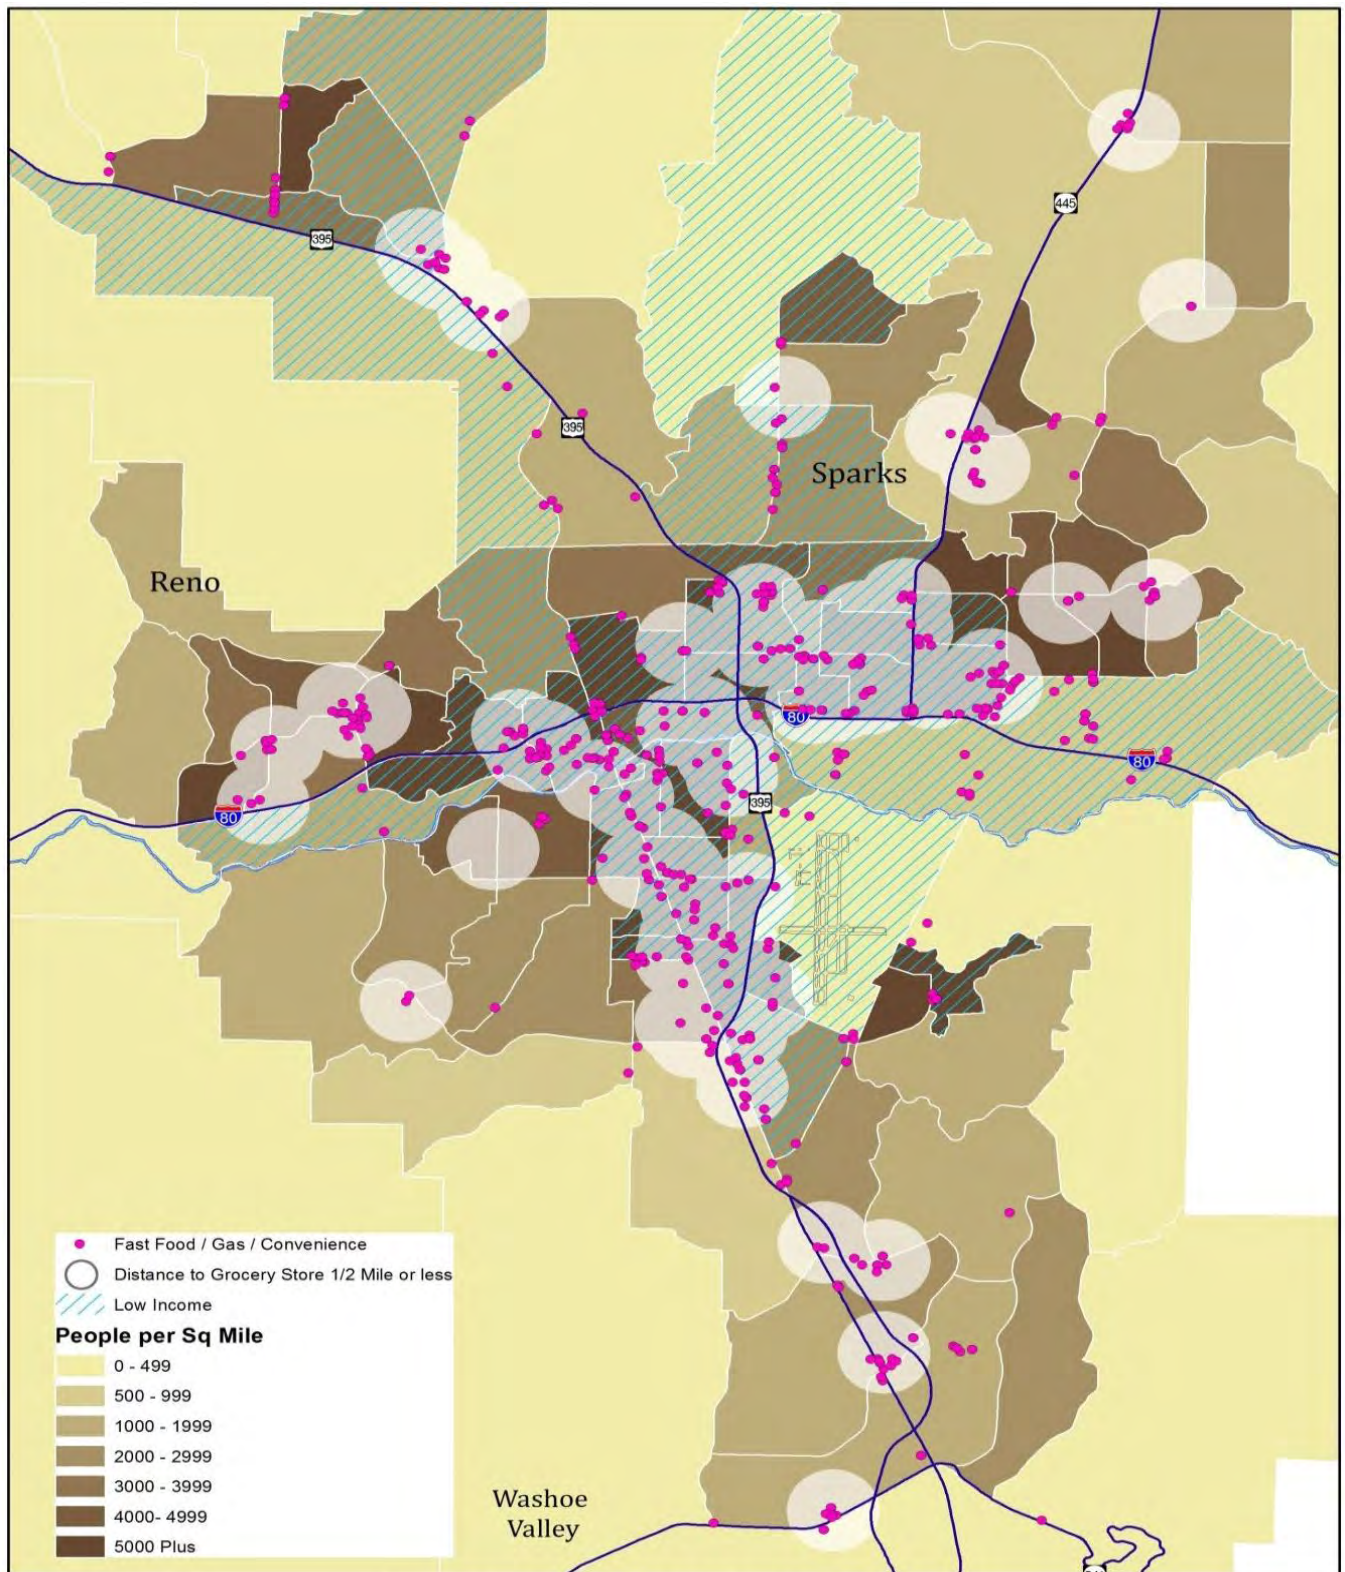 445
395
395
Sparks
Reno
80
80
395
80
Fast Food / Gas / Convenience
Distance to Grocery Store 1/2 Mile or less
Low Income
People per Sq Mile
0 - 499
500 - 999
1000 - 1999
2000 - 2999
3000 - 3999
4000- 4999
5000 Plus
Washoe
Valley